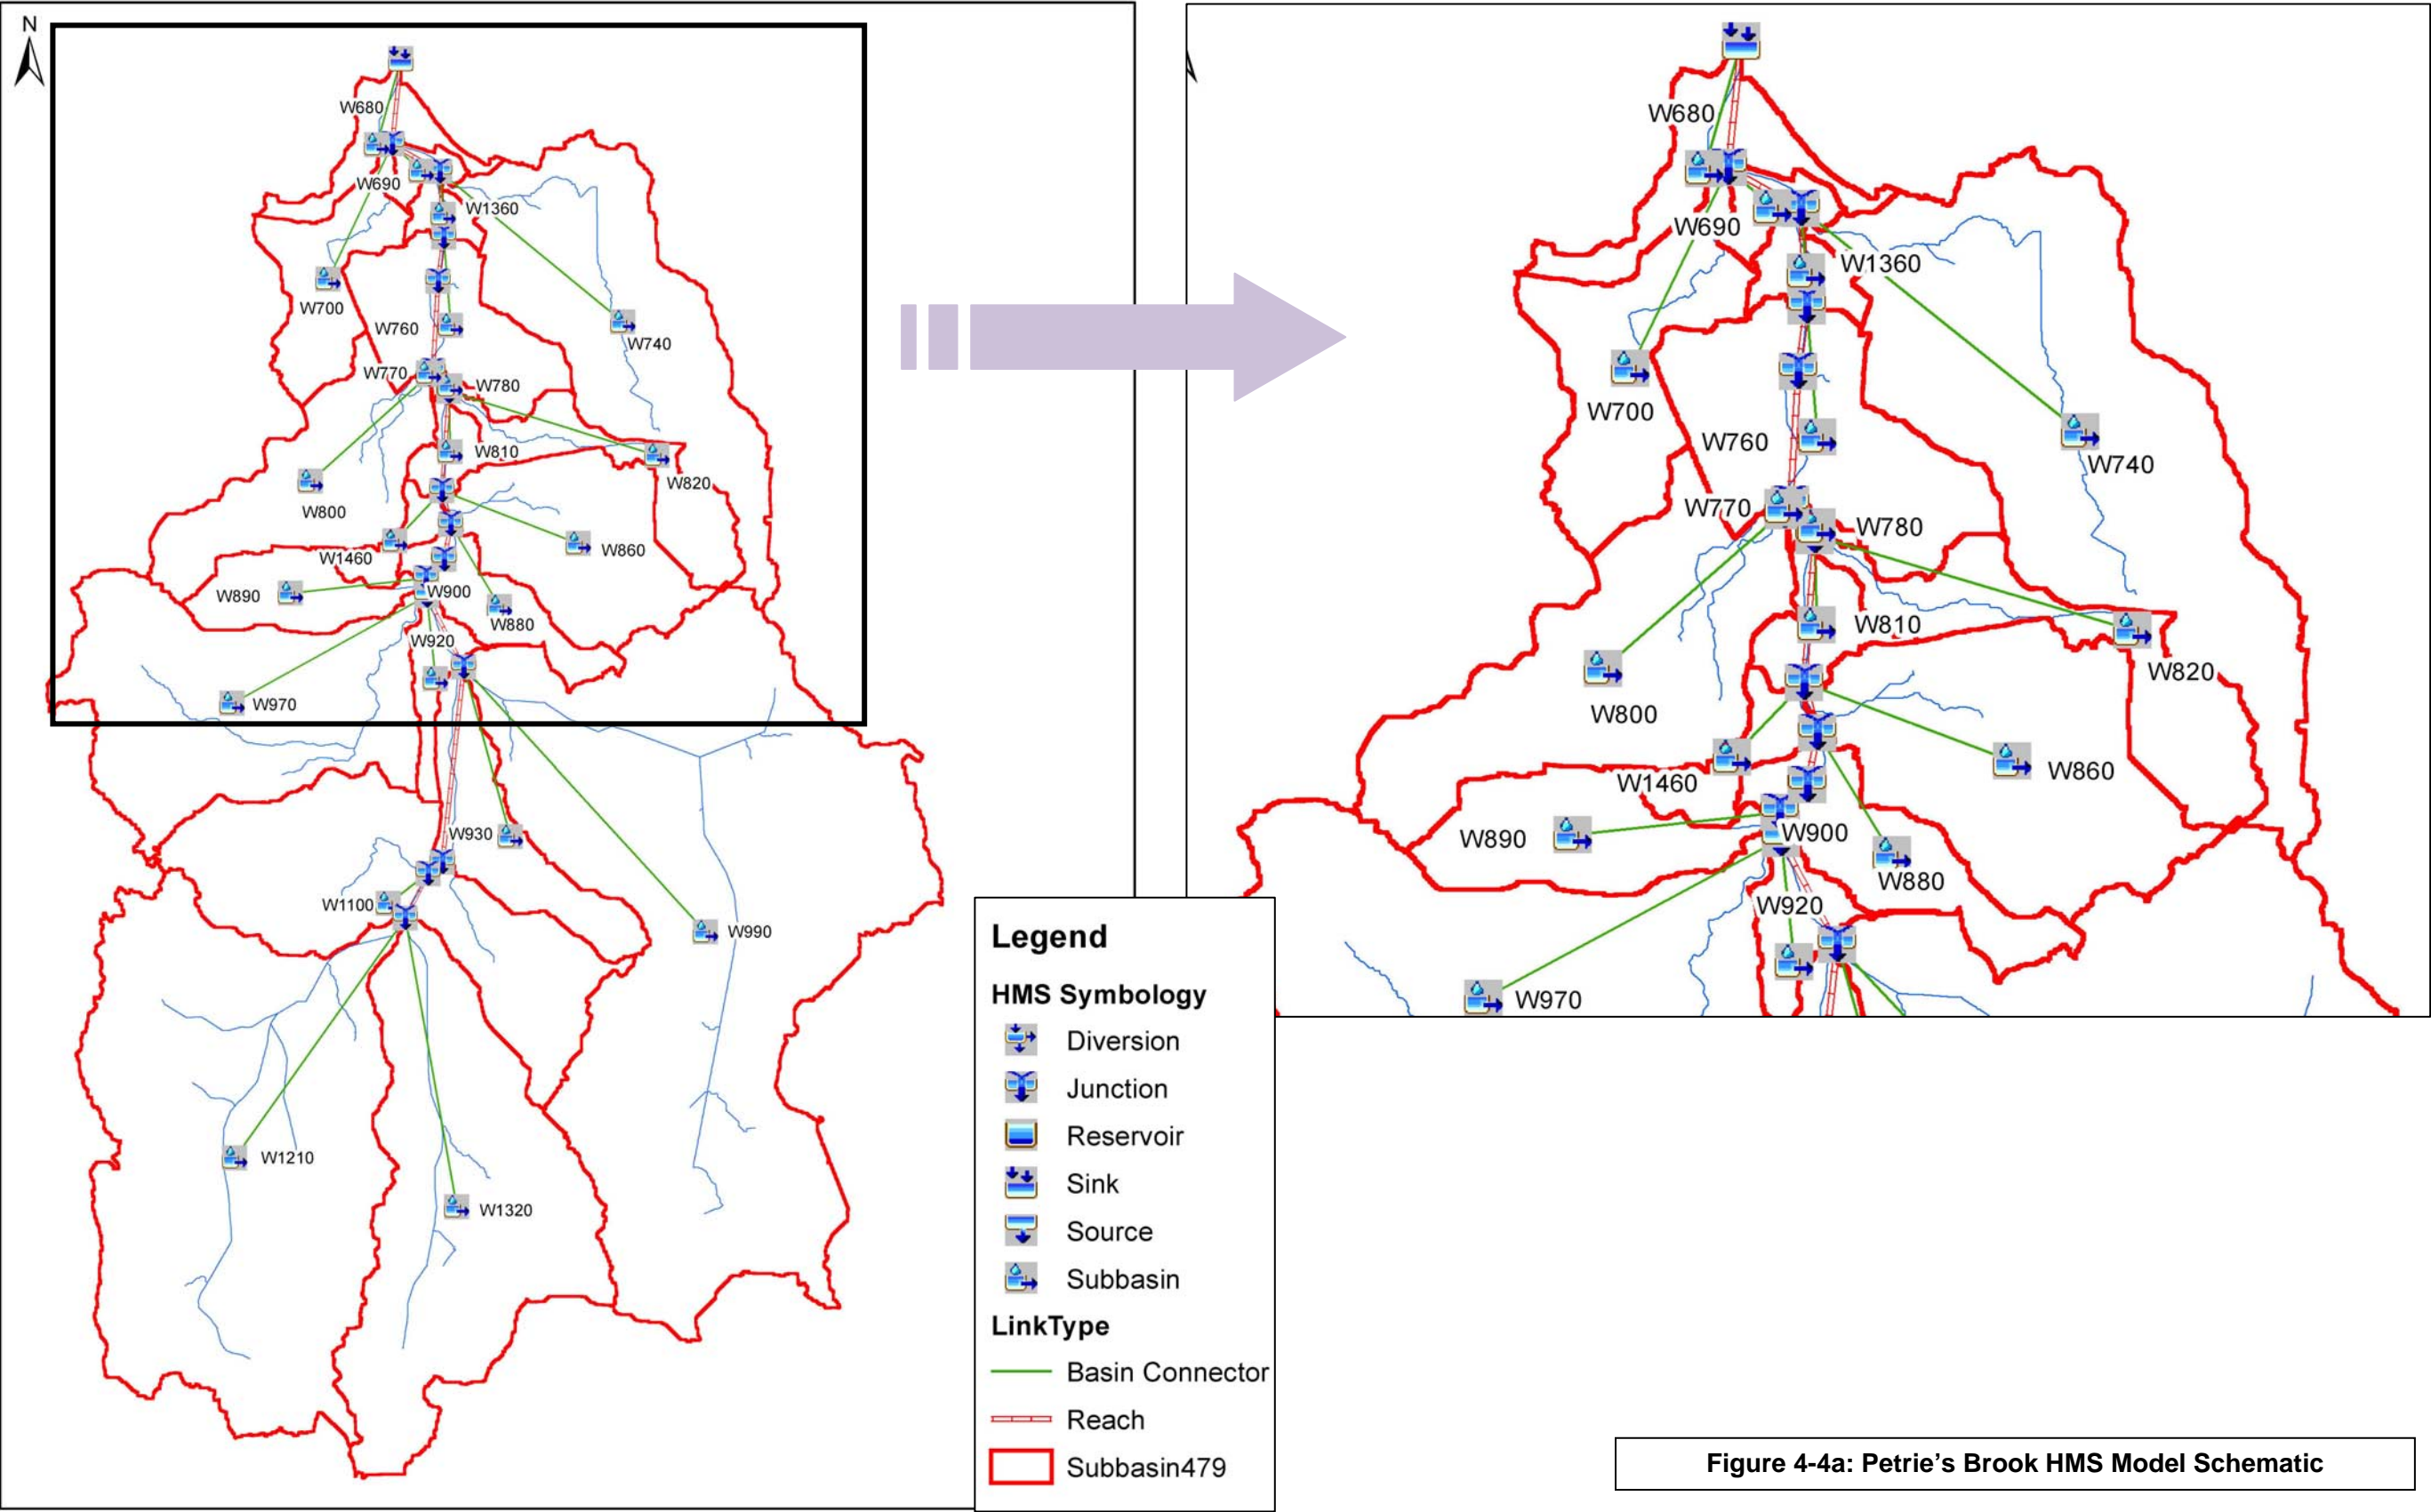 N
W680
W690
W1360
W700
W760
W740
W770
W780
W810
W820
W800
W1460
W860
W890
W900
W880
W920
W970
W930
W1100
W990
W1210
W1320
W680
W690
W1360
W700
W760
W740
W770
W780
W810
W820
W800
W1460
W860
W890
W900
W880
W920
W970
Legend
HMS Symbology
Diversion
Junction
Reservoir
Sink
Source
Subbasin
LinkType
Basin Connector
Reach
Subbasin479
Figure 4-4a: Petrie's Brook HMS Model Schematic